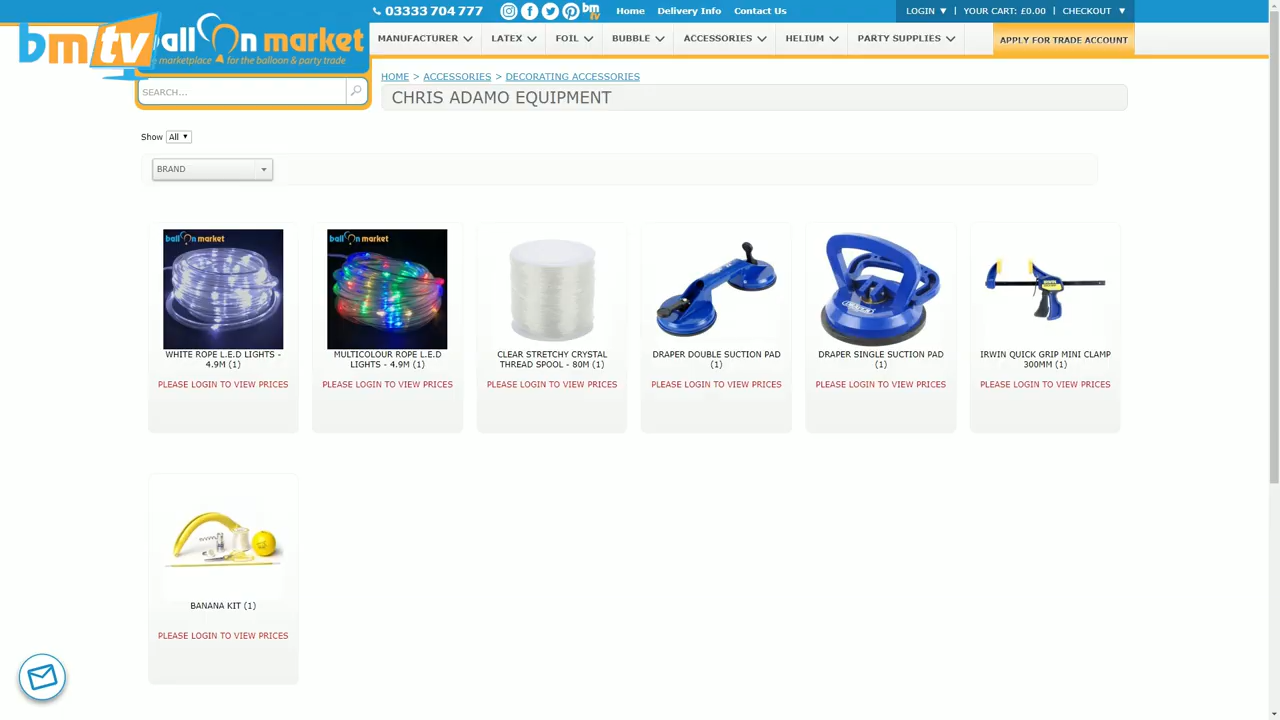 03333 704 777
bm
tv
Home
Delivery Info
Contact Us
LOGIN ▼ | YOUR CART: £0.00 | CHECKOUT ▼
bmtv
balloon market
marketplace for the balloon & party trade
MANUFACTURER
LATEX
FOIL
BUBBLE
ACCESSORIES
HELIUM
PARTY SUPPLIES
APPLY FOR TRADE ACCOUNT
SEARCH...
HOME > ACCESSORIES > DECORATING ACCESSORIES
CHRIS ADAMO EQUIPMENT
Show All ▼
BRAND
balloon market
WHITE ROPE L.E.D LIGHTS -
4.9M (1)
PLEASE LOGIN TO VIEW PRICES
balloon market
MULTICOLOUR ROPE L.E.D
LIGHTS - 4.9M (1)
PLEASE LOGIN TO VIEW PRICES
CLEAR STRETCHY CRYSTAL
THREAD SPOOL - 80M (1)
PLEASE LOGIN TO VIEW PRICES
DRAPER DOUBLE SUCTION PAD
(1)
PLEASE LOGIN TO VIEW PRICES
DRAPER
DRAPER SINGLE SUCTION PAD
(1)
PLEASE LOGIN TO VIEW PRICES
IRWIN QUICK GRIP MINI CLAMP
300MM (1)
PLEASE LOGIN TO VIEW PRICES
BANANA KIT (1)
PLEASE LOGIN TO VIEW PRICES